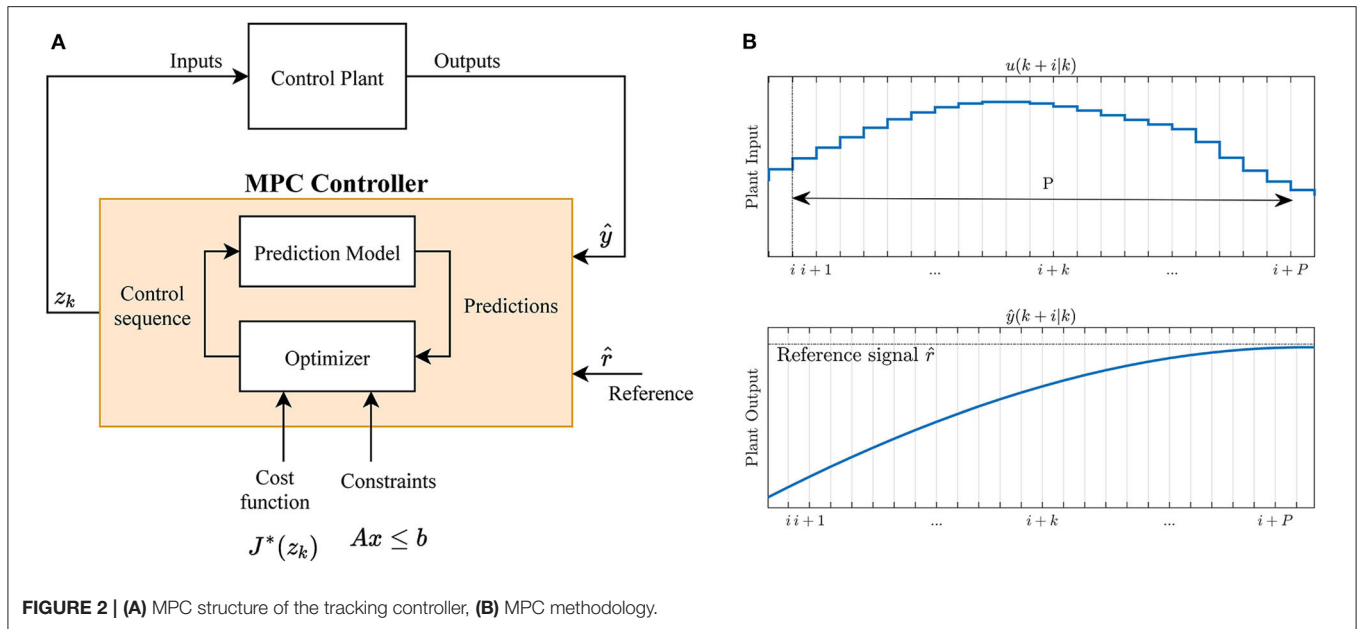 A
Inputs
Control Plant
Outputs
MPC Controller
Prediction Model
ŷ
z_k
Control
sequence
Predictions
Optimizer
r̂
Reference
Cost
function
Constraints
J*(z_k)
Ax ≤ b
B
u(k + i|k)
Plant Input
P
i i + 1 ... i + k ... i + P
ŷ(k + i|k)
Reference signal r̂
Plant Output
i i + 1 ... i + k ... i + P
FIGURE 2 | (A) MPC structure of the tracking controller, (B) MPC methodology.